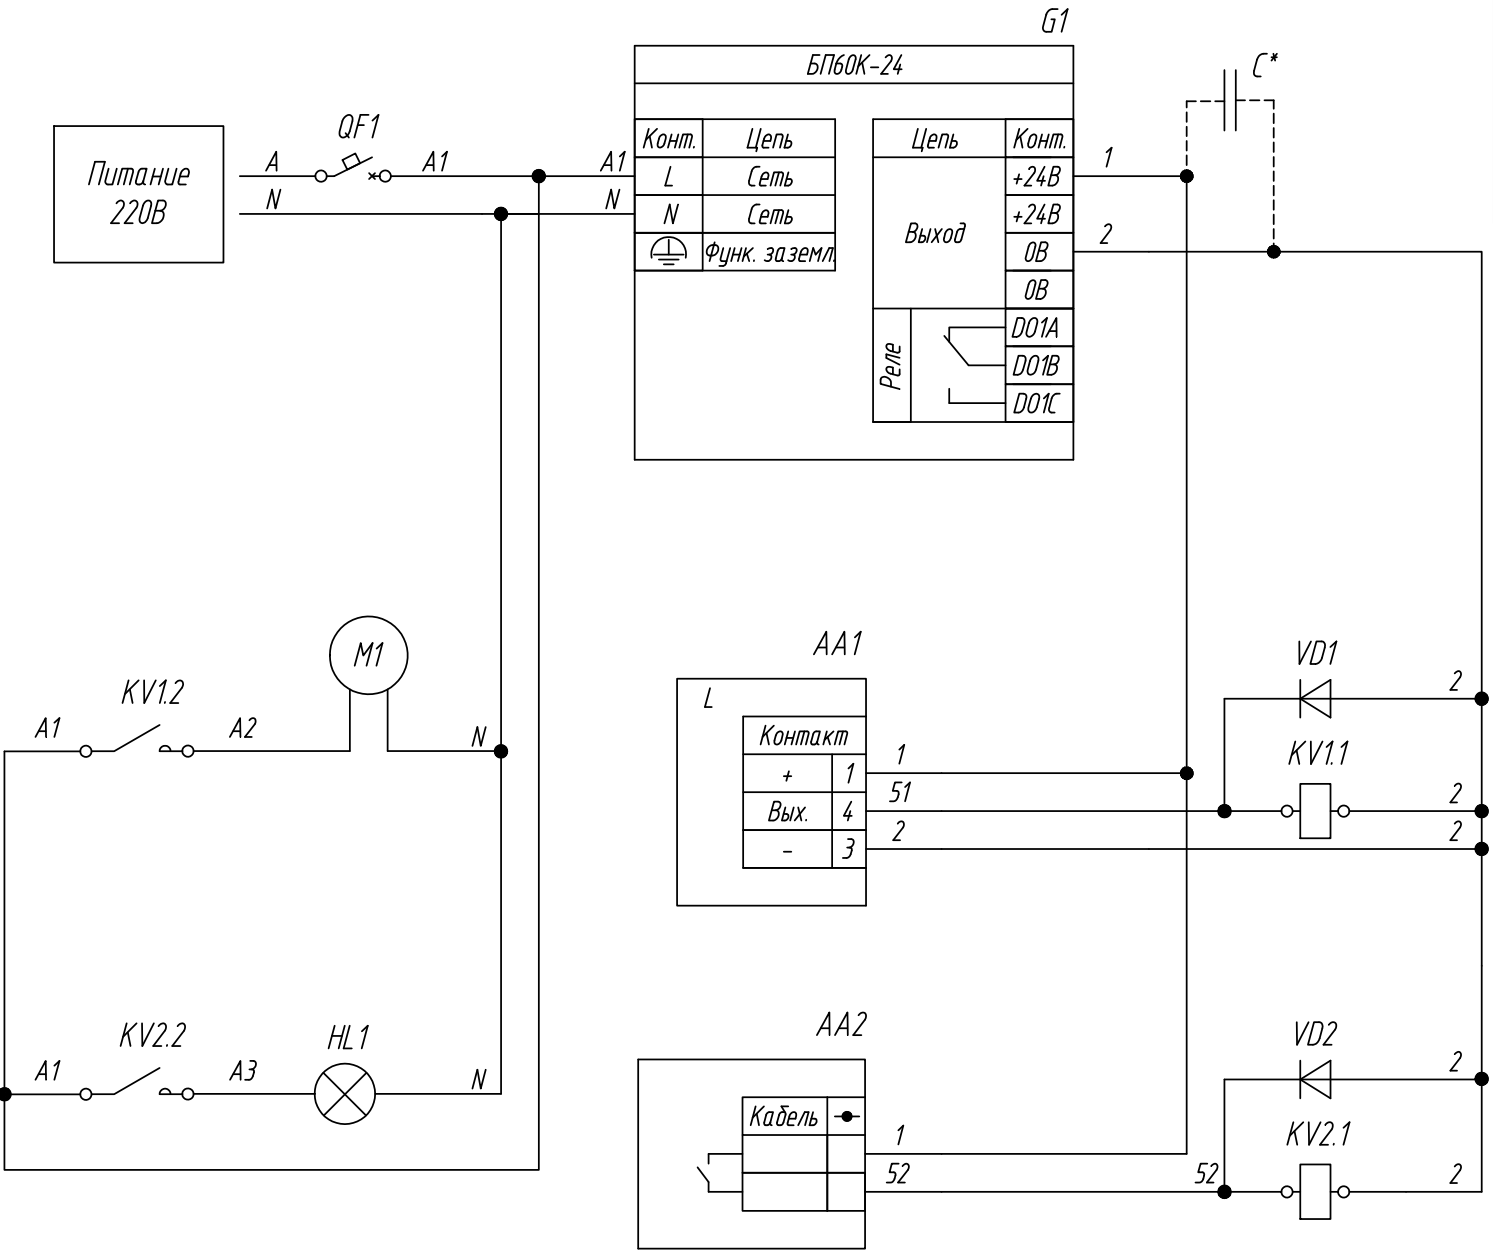 G1
БП60К-24
C*
QF1
Питание
220В
A
A1
A1
N
N
Конт.
Цепь
L
Сеть
N
Сеть
Функ. заземл.
Цепь
Конт.
Выход
+24В
+24В
0В
0В
Реле
D01A
D01B
D01C
1
2
M1
KV1.2
A1
A2
N
KV2.2
HL1
A1
A3
N
AA1
L
Контакт
+
1
Вых.
4
-
3
1
51
2
VD1
2
KV1.1
2
2
AA2
Кабель
1
52
52
VD2
2
KV2.1
2